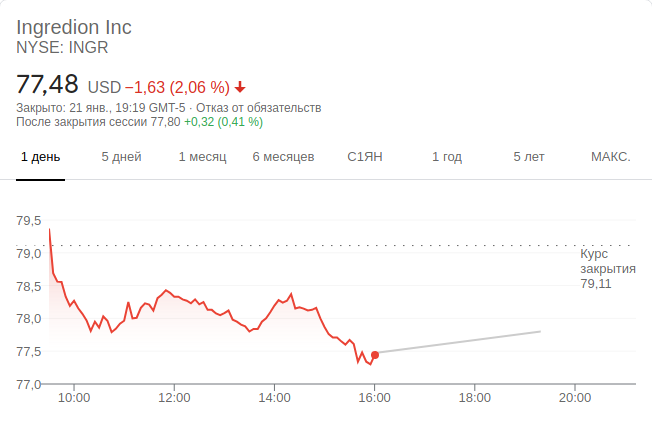 Ingredion Inc
NYSE: INGR
77,48 USD −1,63 (2,06 %)
Закрыто: 21 янв., 19:19 GMT-5 · Отказ от обязательств
После закрытия сессии 77,80 +0,32 (0,41 %)
1 день 5 дней 1 месяц 6 месяцев С1ЯН 1 год 5 лет МАКС.
79,5
79,0
78,5
78,0
77,5
77,0
Курс
закрытия
79,11
10:00 12:00 14:00 16:00 18:00 20:00